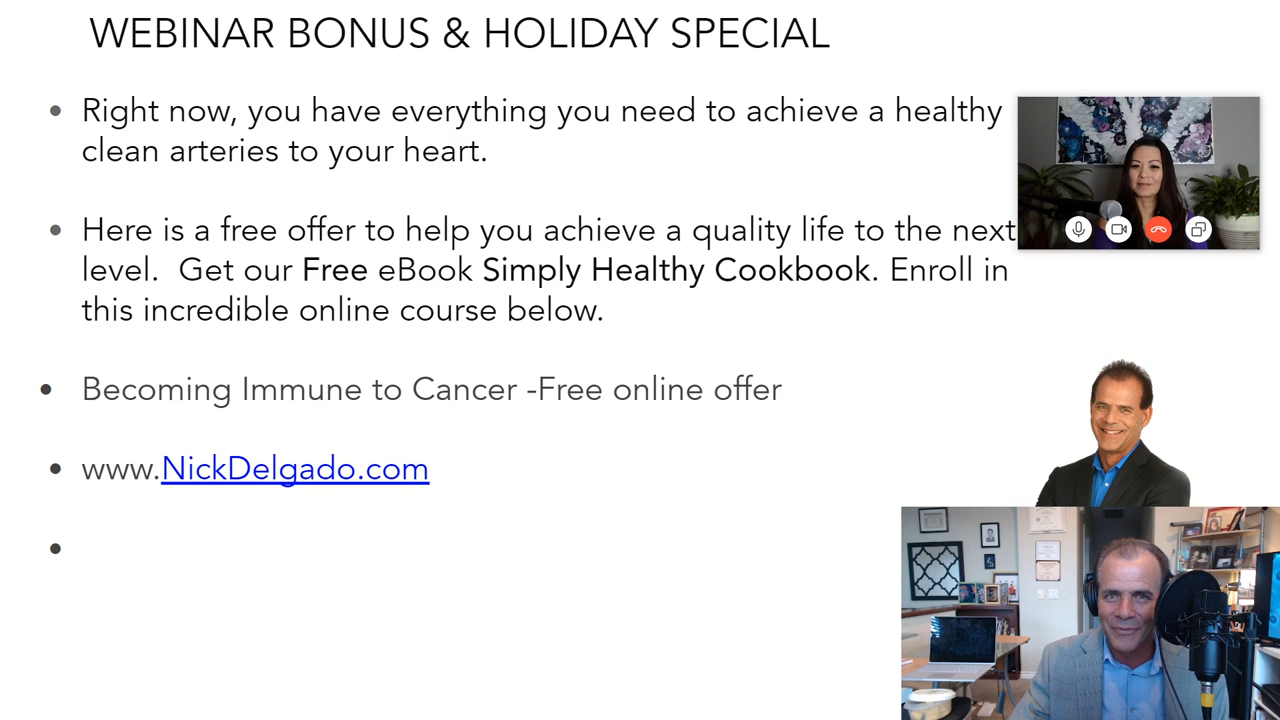 WEBINAR BONUS & HOLIDAY SPECIAL
• Right now, you have everything you need to achieve a healthy
clean arteries to your heart.
• Here is a free offer to help you achieve a quality life to the next
level.  Get our Free eBook Simply Healthy Cookbook. Enroll in
this incredible online course below.
• Becoming Immune to Cancer -Free online offer
• www.NickDelgado.com
•